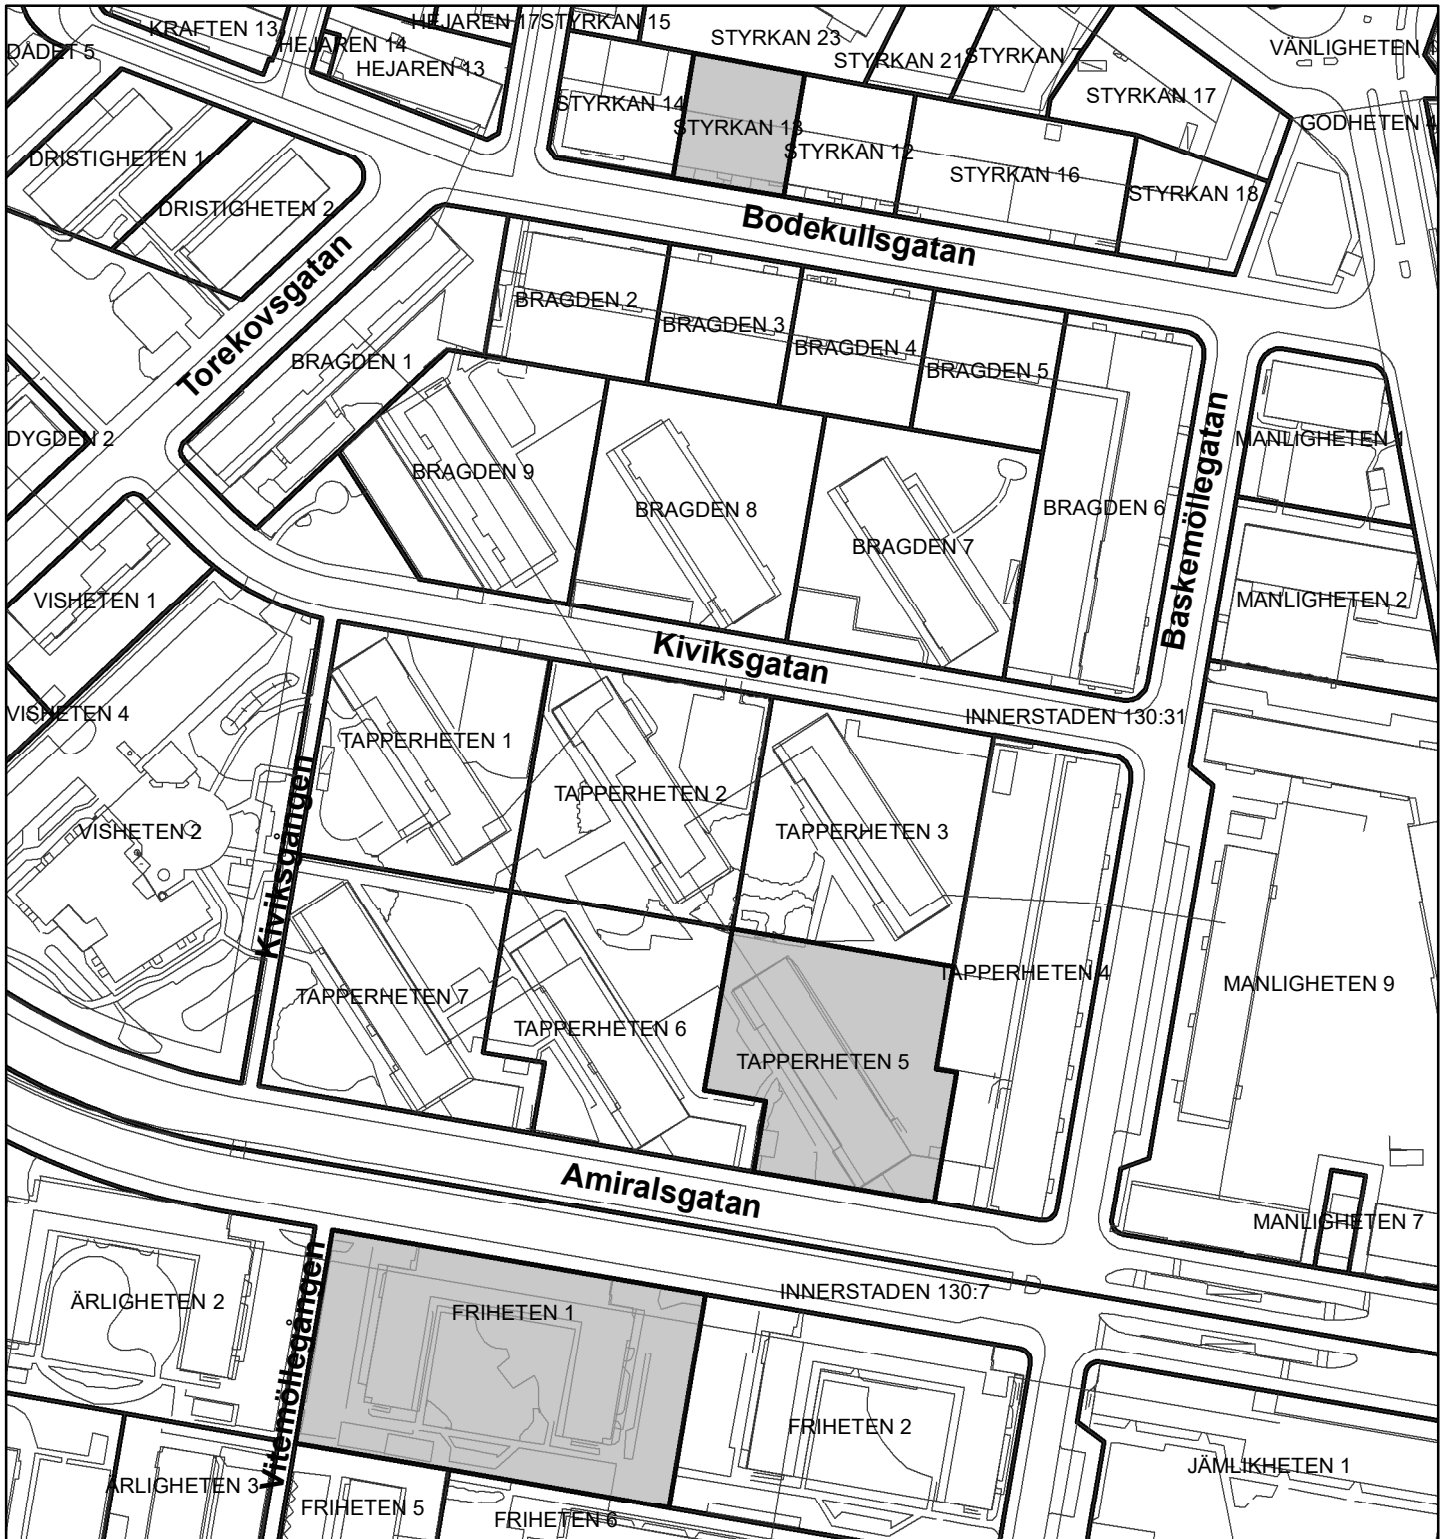 KRAFTEN 13
HEJAREN 17
STYRKAN 15
STYRKAN 23
DÅDET 5
HEJAREN 14
HEJAREN 13
STYRKAN 21
STYRKAN 7
VÄNLIGHETEN
STYRKAN 14
STYRKAN 13
STYRKAN 12
STYRKAN 17
GODHETEN 4
DRISTIGHETEN 1
STYRKAN 16
STYRKAN 18
DRISTIGHETEN 2
Bodekullsgatan
Torekovsgatan
BRAGDEN 2
BRAGDEN 3
BRAGDEN 4
BRAGDEN 5
BRAGDEN 1
DYGDEN 2
MANLIGHETEN 1
BRAGDEN 9
BRAGDEN 8
BRAGDEN 6
BRAGDEN 7
Baskemöllegatan
VISHETEN 1
MANLIGHETEN 2
Kiviksgatan
VISHETEN 4
INNERSTADEN 130:31
TAPPERHETEN 1
TAPPERHETEN 2
TAPPERHETEN 3
VISHETEN 2
Kiviksgången
TAPPERHETEN 4
MANLIGHETEN 9
TAPPERHETEN 7
TAPPERHETEN 6
TAPPERHETEN 5
Amiralsgatan
MANLIGHETEN 7
INNERSTADEN 130:7
ÄRLIGHETEN 2
FRIHETEN 1
Vitemöllegången
FRIHETEN 2
JÄMLIKHETEN 1
ÄRLIGHETEN 3
FRIHETEN 5
FRIHETEN 6